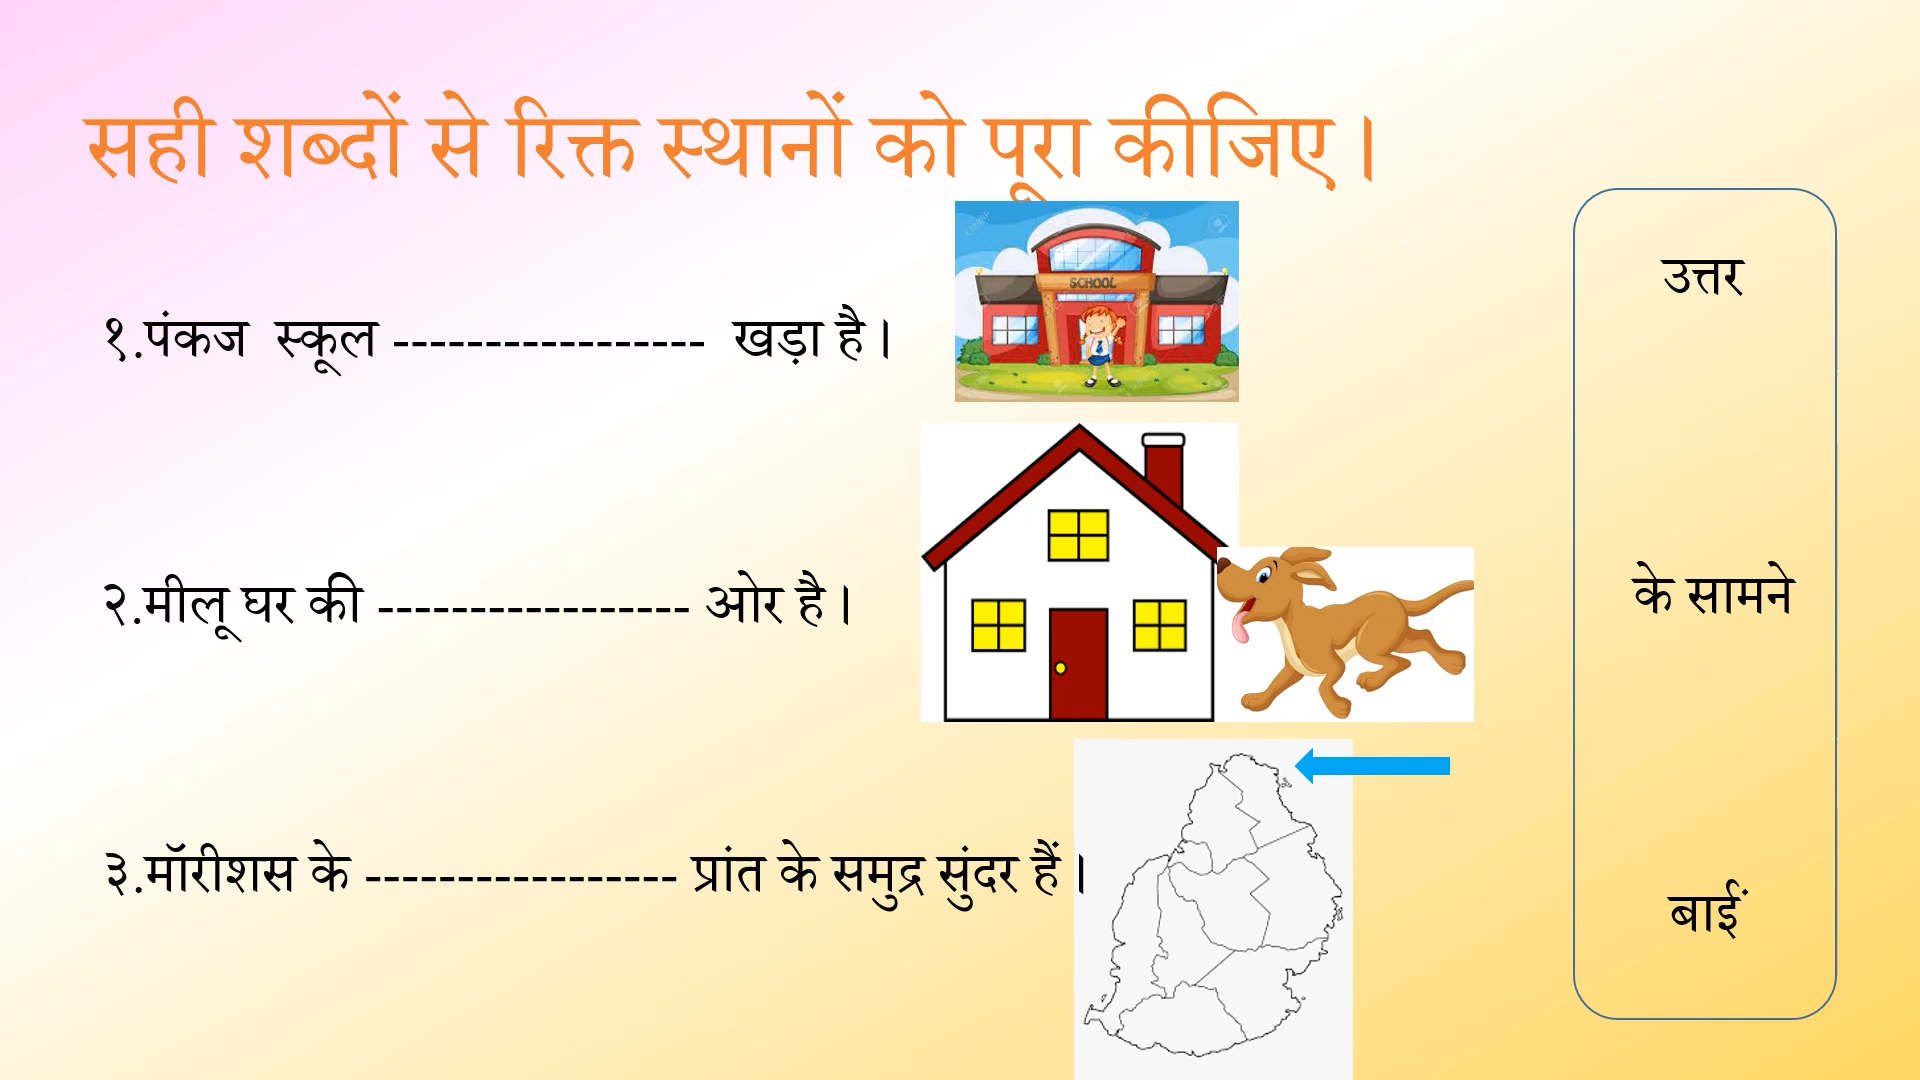 सही शब्दों से रिक्त स्थानों को पूरा कीजिए।
SCHOOL
१.पंकज स्कूल ----------------- खड़ा है।
२.मीलू घर की ----------------- ओर है।
३.मॉरीशस के ----------------- प्रांत के समुद्र सुंदर हैं।
उत्तर
के सामने
बाईं